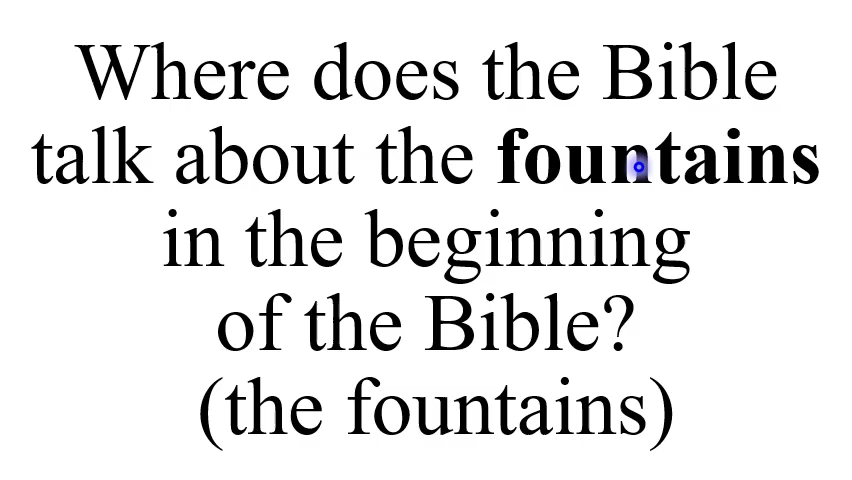 Where does the Bible
talk about the fountains
in the beginning
of the Bible?
(the fountains)